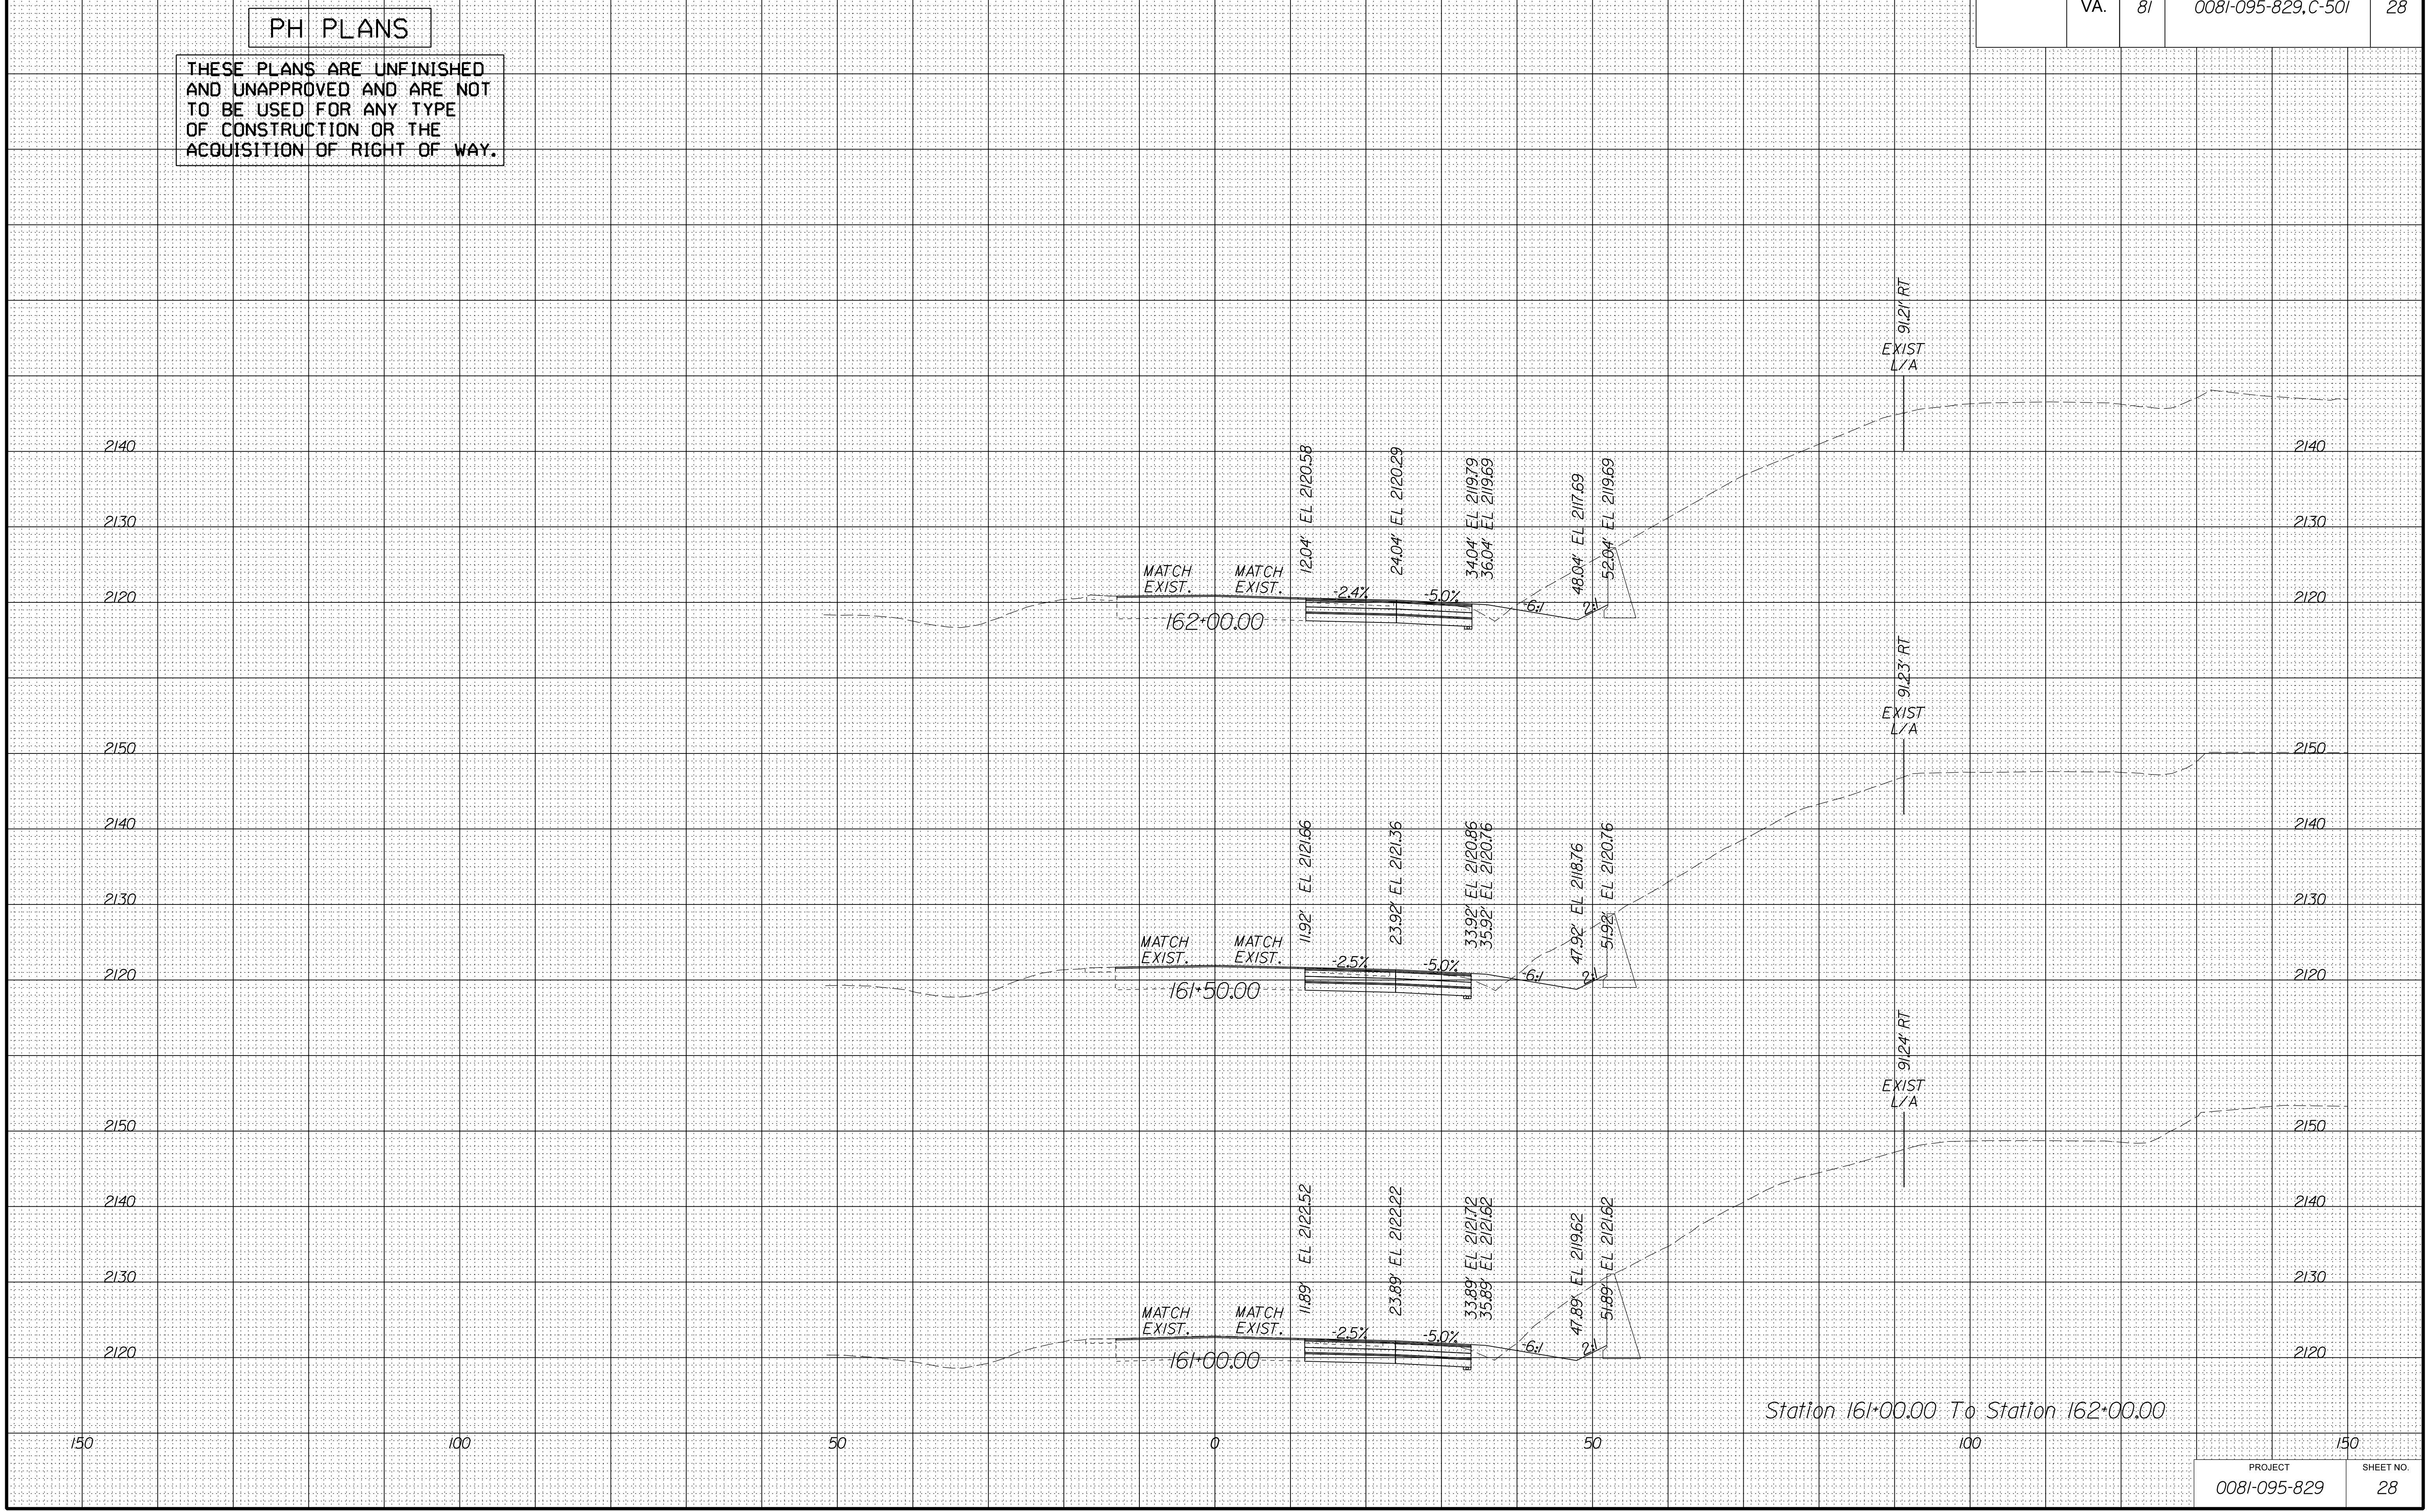 PH PLANS
THESE PLANS ARE UNFINISHED
AND UNAPPROVED AND ARE NOT
TO BE USED FOR ANY TYPE
OF CONSTRUCTION OR THE
ACQUISITION OF RIGHT OF WAY.
VA. 81 0081-095-829, C-501 28
91.21' RT
EXIST
L/A
2140 2140
2130 2130
2120 2120
12.04' EL 2120.58
24.04' EL 2120.29
34.04' EL 2119.79
36.04' EL 2119.69
48.04' EL 2117.69
52.04' EL 2119.69
MATCH MATCH
EXIST. EXIST.
-2.4% -5.0% -6:1 2:1
162+00.00
91.23' RT
EXIST
L/A
2150 2150
2140 2140
2130 2130
2120 2120
11.92' EL 2121.66
23.92' EL 2121.36
33.92' EL 2120.86
35.92' EL 2120.76
47.92' EL 2118.76
51.92' EL 2120.76
MATCH MATCH
EXIST. EXIST.
-2.5% -5.0% -6:1 2:1
161+50.00
91.24' RT
EXIST
L/A
2150 2150
2140 2140
2130 2130
2120 2120
11.89' EL 2122.52
23.89' EL 2122.22
33.89' EL 2121.72
35.89' EL 2121.62
47.89' EL 2119.62
51.89' EL 2121.62
MATCH MATCH
EXIST. EXIST.
-2.5% -5.0% -6:1 2:1
161+00.00
Station 161+00.00 To Station 162+00.00
150 100 50 0 50 100 150
PROJECT SHEET NO.
0081-095-829 28